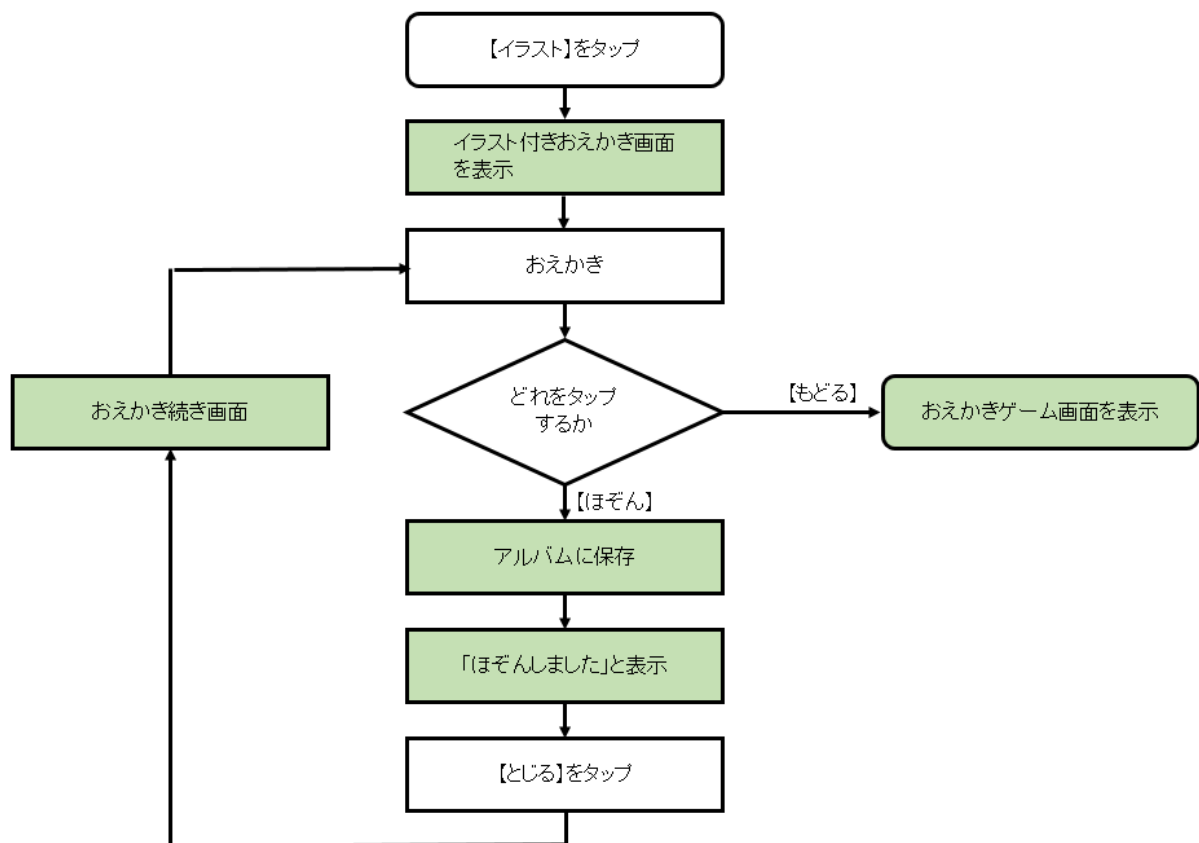 【イラスト】をタップ
イラスト付きおえかき画面
を表示
おえかき
おえかき続き画面
どれをタップ
するか
【もどる】
おえかきゲーム画面を表示
【ほぞん】
アルバムに保存
「ほぞんしました」と表示
【とじる】をタップ